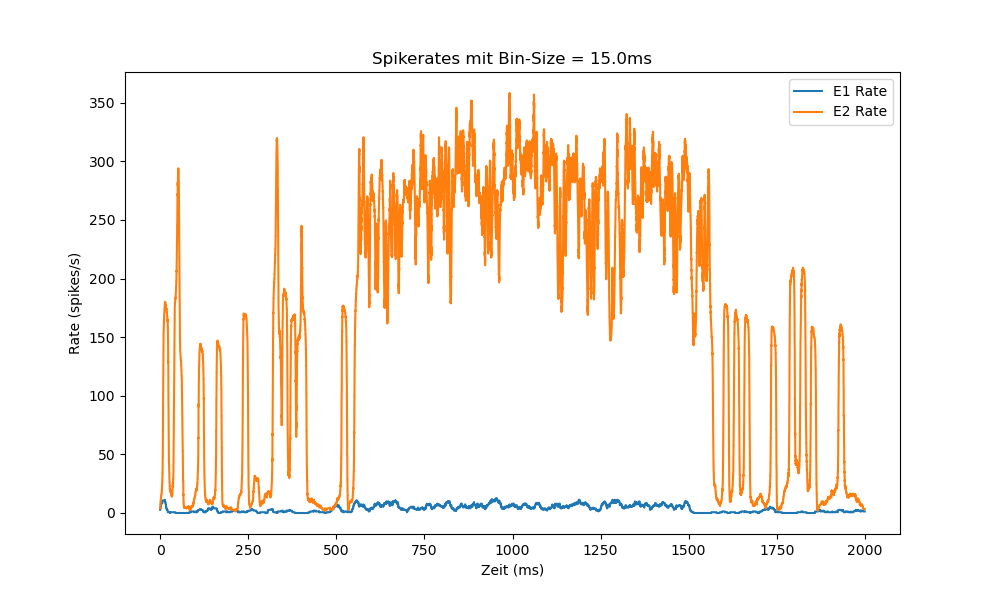 Spikerates mit Bin-Size = 15.0ms
E1 Rate
E2 Rate
Rate (spikes/s)
350
300
250
200
150
100
50
0
0 250 500 750 1000 1250 1500 1750 2000
Zeit (ms)